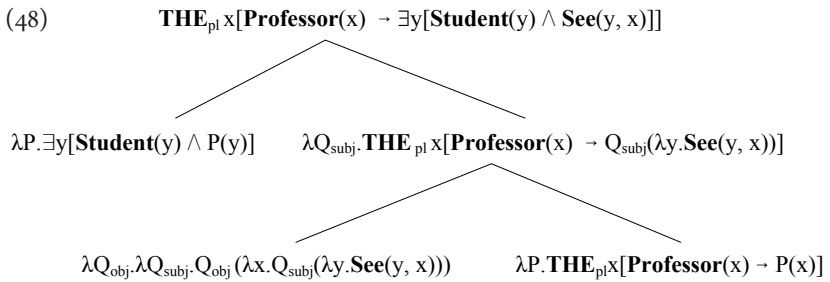 (48) THE_pl x[Professor(x) → ∃y[Student(y) ∧ See(y, x)]]
λP.∃y[Student(y) ∧ P(y)] λQ_subj.THE_pl x[Professor(x) → Q_subj(λy.See(y, x))]
λQ_obj.λQ_subj.Q_obj(λx.Q_subj(λy.See(y, x))) λP.THE_plx[Professor(x) → P(x)]